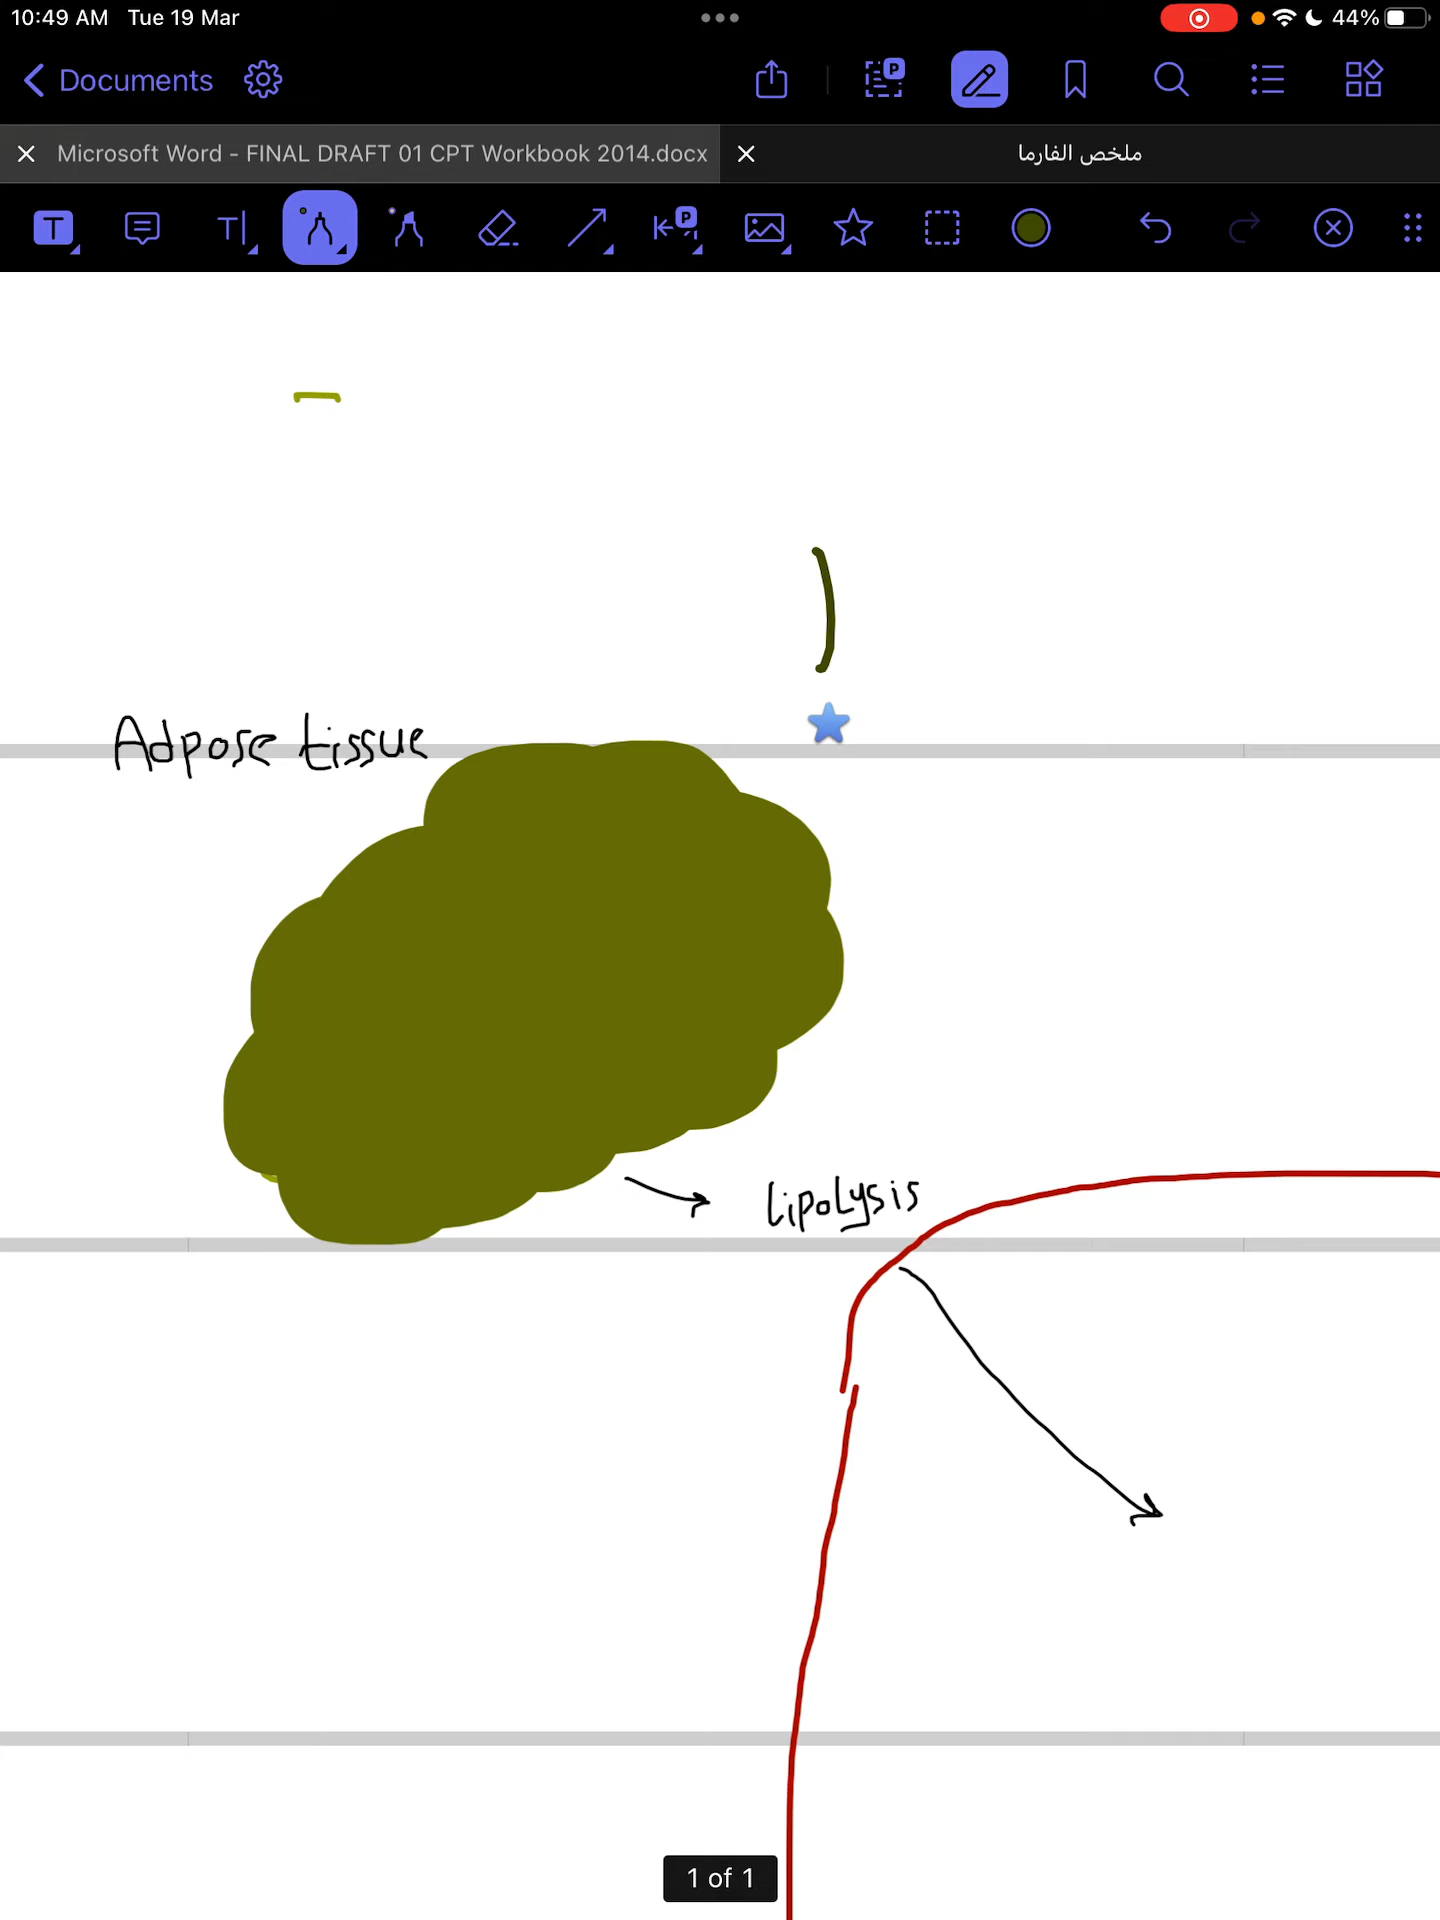 10:49 AM Tue 19 Mar
44%
Documents
Microsoft Word - FINAL DRAFT 01 CPT Workbook 2014.docx
ملخص الفارما
Adpose tissue
Lipolysis
1 of 1